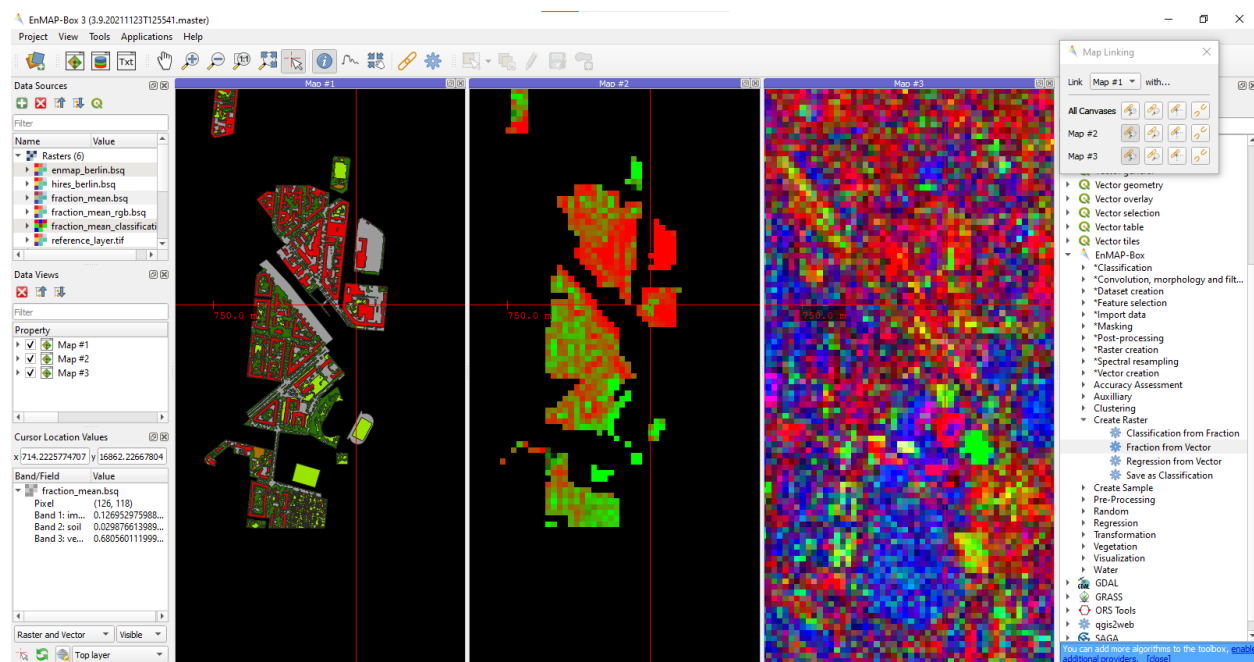 EnMAP-Box 3 (3.9.20211123T125541.master)
Project View Tools Applications Help
Data Sources
Filter
Name Value
Rasters (6)
enmap_berlin.bsq
hires_berlin.bsq
fraction_mean.bsq
fraction_mean_rgb.bsq
fraction_mean_classificati
reference_layer.tif
Data Views
Filter
Property
Map #1
Map #2
Map #3
Cursor Location Values
x 714.2225774707 y 16862.22667804
Band/Field Value
fraction_mean.bsq
Pixel (126, 118)
Band 1: im... 0.126952975988...
Band 2: soil 0.029876613989...
Band 3: ve... 0.680560111999...
Raster and Vector Visible
Top layer
Map #1
750.0 m
Map #2
750.0 m
Map #3
750.0 m
Map Linking
Link Map #1 with...
All Canvases
Map #2
Map #3
Vector geometry
Vector overlay
Vector selection
Vector table
Vector tiles
EnMAP-Box
*Classification
*Convolution, morphology and filt...
*Dataset creation
*Feature selection
*Import data
*Masking
*Post-processing
*Raster creation
*Spectral resampling
*Vector creation
Accuracy Assessment
Auxilliary
Clustering
Create Raster
Classification from Fraction
Fraction from Vector
Regression from Vector
Save as Classification
Create Sample
Pre-Processing
Random
Regression
Transformation
Vegetation
Visualization
Water
GDAL
GRASS
ORS Tools
qgis2web
SAGA
You can add more algorithms to the toolbox, enable
additional providers. [close]